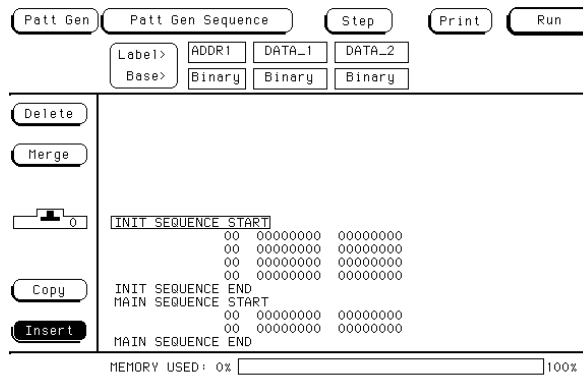 Patt Gen Patt Gen Sequence Step Print Run
Label> ADDR1 DATA_1 DATA_2
Base> Binary Binary Binary
Delete
Merge
0
INIT SEQUENCE START
00 00000000 00000000
00 00000000 00000000
00 00000000 00000000
00 00000000 00000000
Copy
INIT SEQUENCE END
MAIN SEQUENCE START
00 00000000 00000000
Insert
00 00000000 00000000
MAIN SEQUENCE END
MEMORY USED: 0% 100%